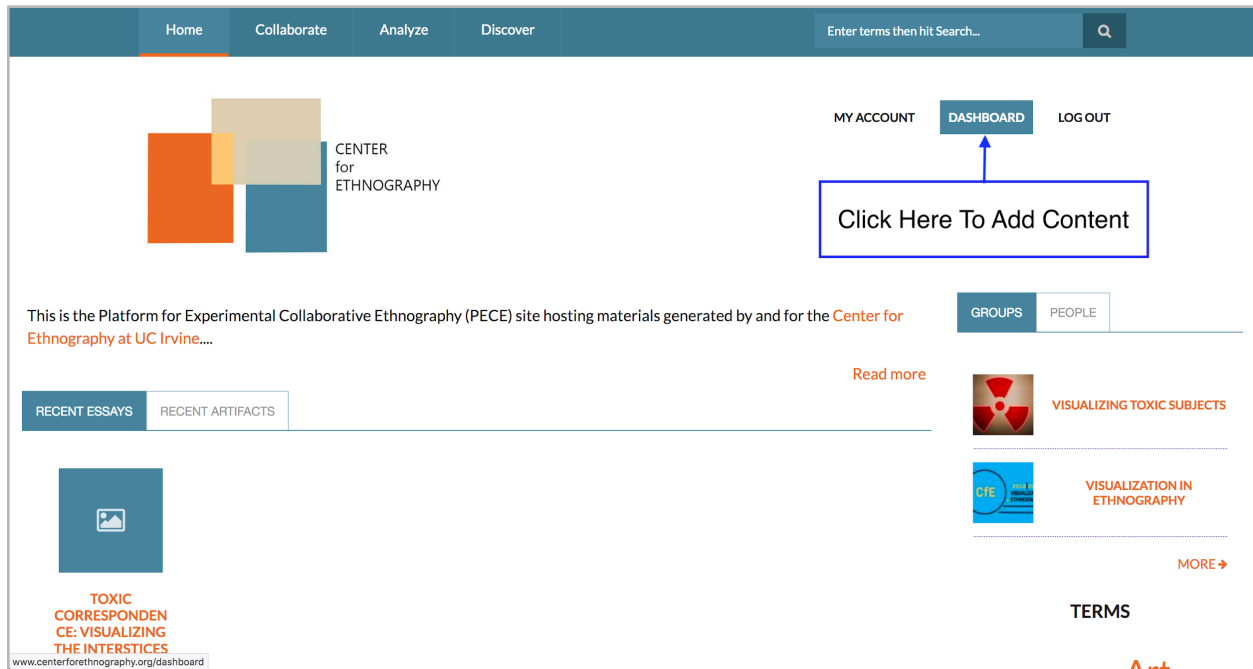 Home Collaborate Analyze Discover Enter terms then hit Search...
CENTER
for
ETHNOGRAPHY
MY ACCOUNT DASHBOARD LOG OUT
Click Here To Add Content
This is the Platform for Experimental Collaborative Ethnography (PECE) site hosting materials generated by and for the Center for
Ethnography at UC Irvine....
Read more
RECENT ESSAYS RECENT ARTIFACTS
TOXIC
CORRESPONDEN
CE: VISUALIZING
THE INTERSTICES
GROUPS PEOPLE
VISUALIZING TOXIC SUBJECTS
CfE
VISUALIZATION IN
ETHNOGRAPHY
MORE
TERMS
Art
www.centerforethnography.org/dashboard